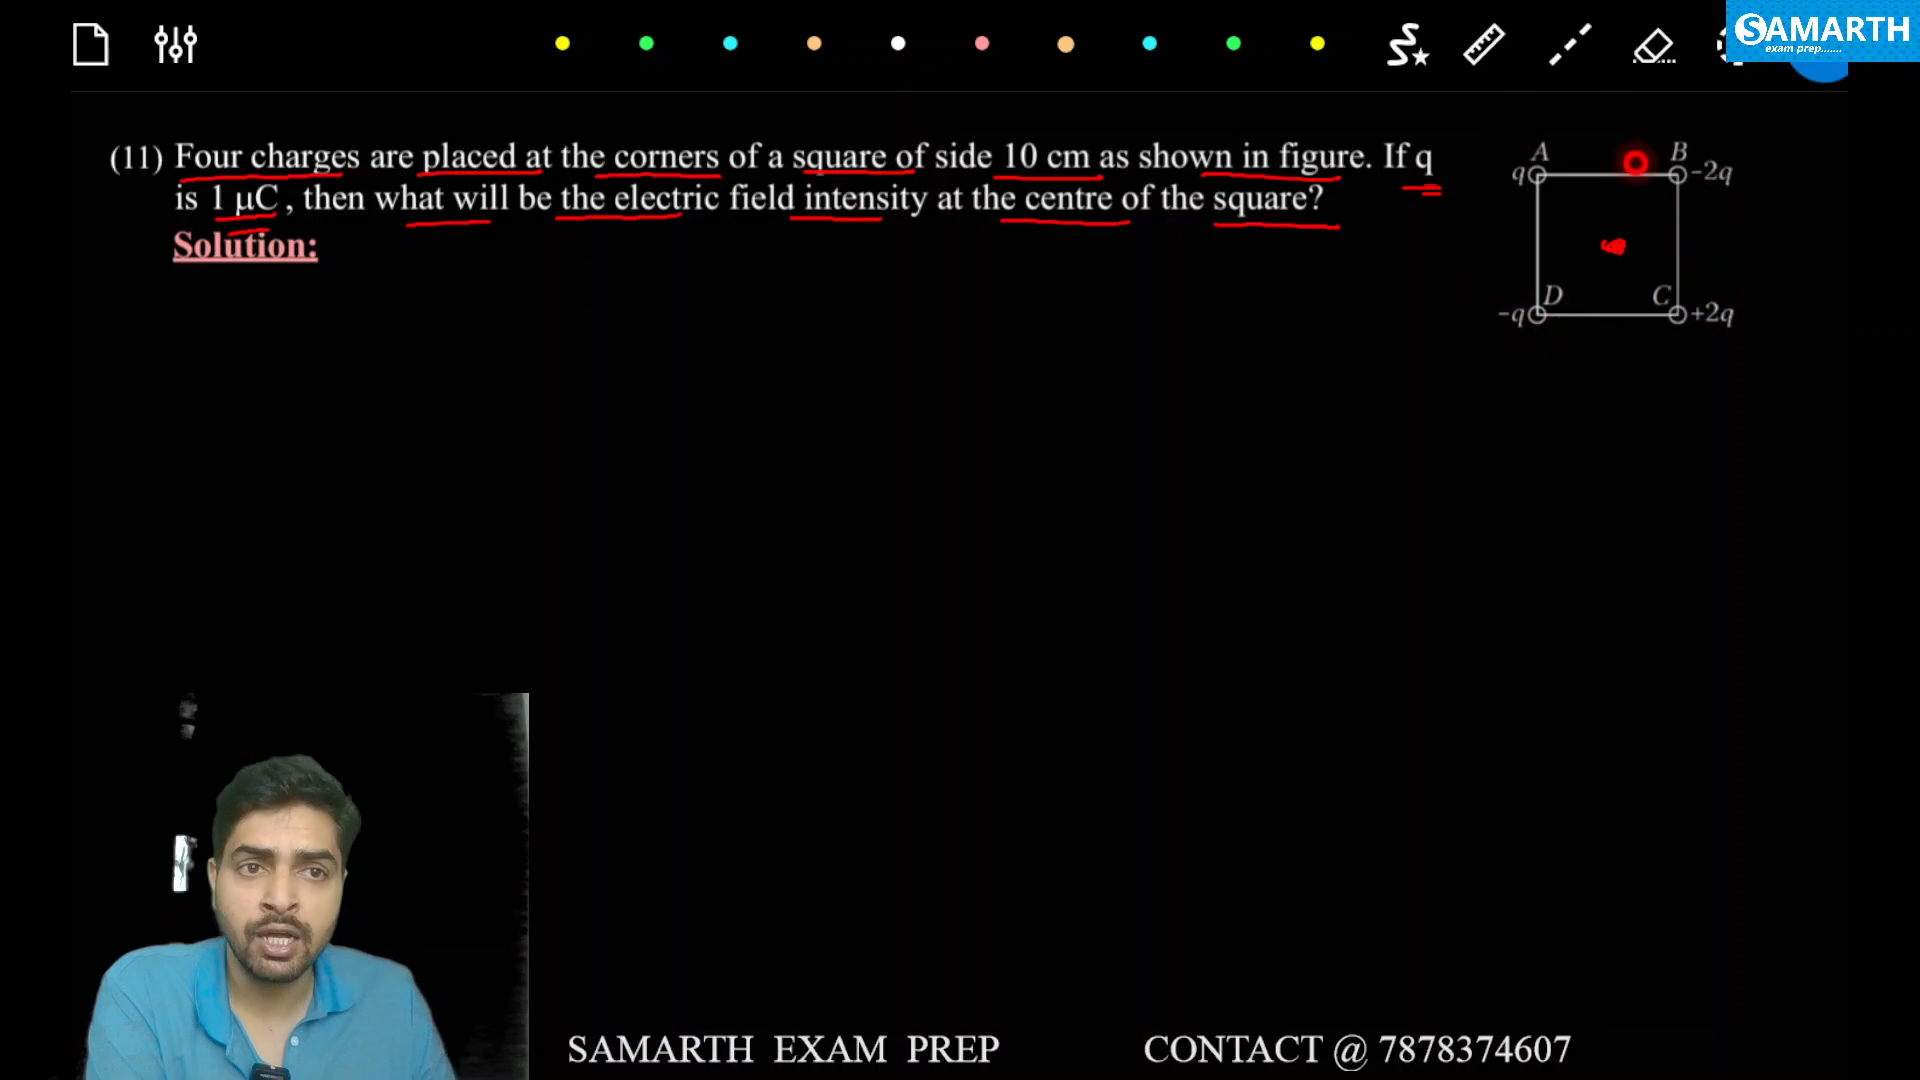 SAMARTH
exam prep.......
(11) Four charges are placed at the corners of a square of side 10 cm as shown in figure. If q
is 1 μC, then what will be the electric field intensity at the centre of the square?
Solution:
A B
q -2q
D C
-q +2q
SAMARTH EXAM PREP CONTACT @ 7878374607